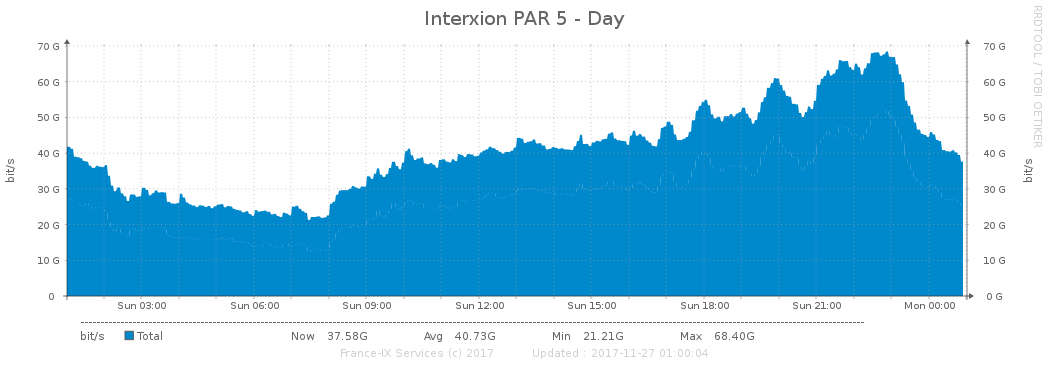 Interxion PAR 5 - Day
RRDTOOL / TOBI OETIKER
70 G 70 G
60 G 60 G
50 G 50 G
40 G 40 G
30 G 30 G
20 G 20 G
10 G 10 G
0 0 G
bit/s bit/s
Sun 03:00 Sun 06:00 Sun 09:00 Sun 12:00 Sun 15:00 Sun 18:00 Sun 21:00 Mon 00:00
bit/s Total Now 37.58G Avg 40.73G Min 21.21G Max 68.40G
France-IX Services (c) 2017 Updated : 2017-11-27 01:00:04